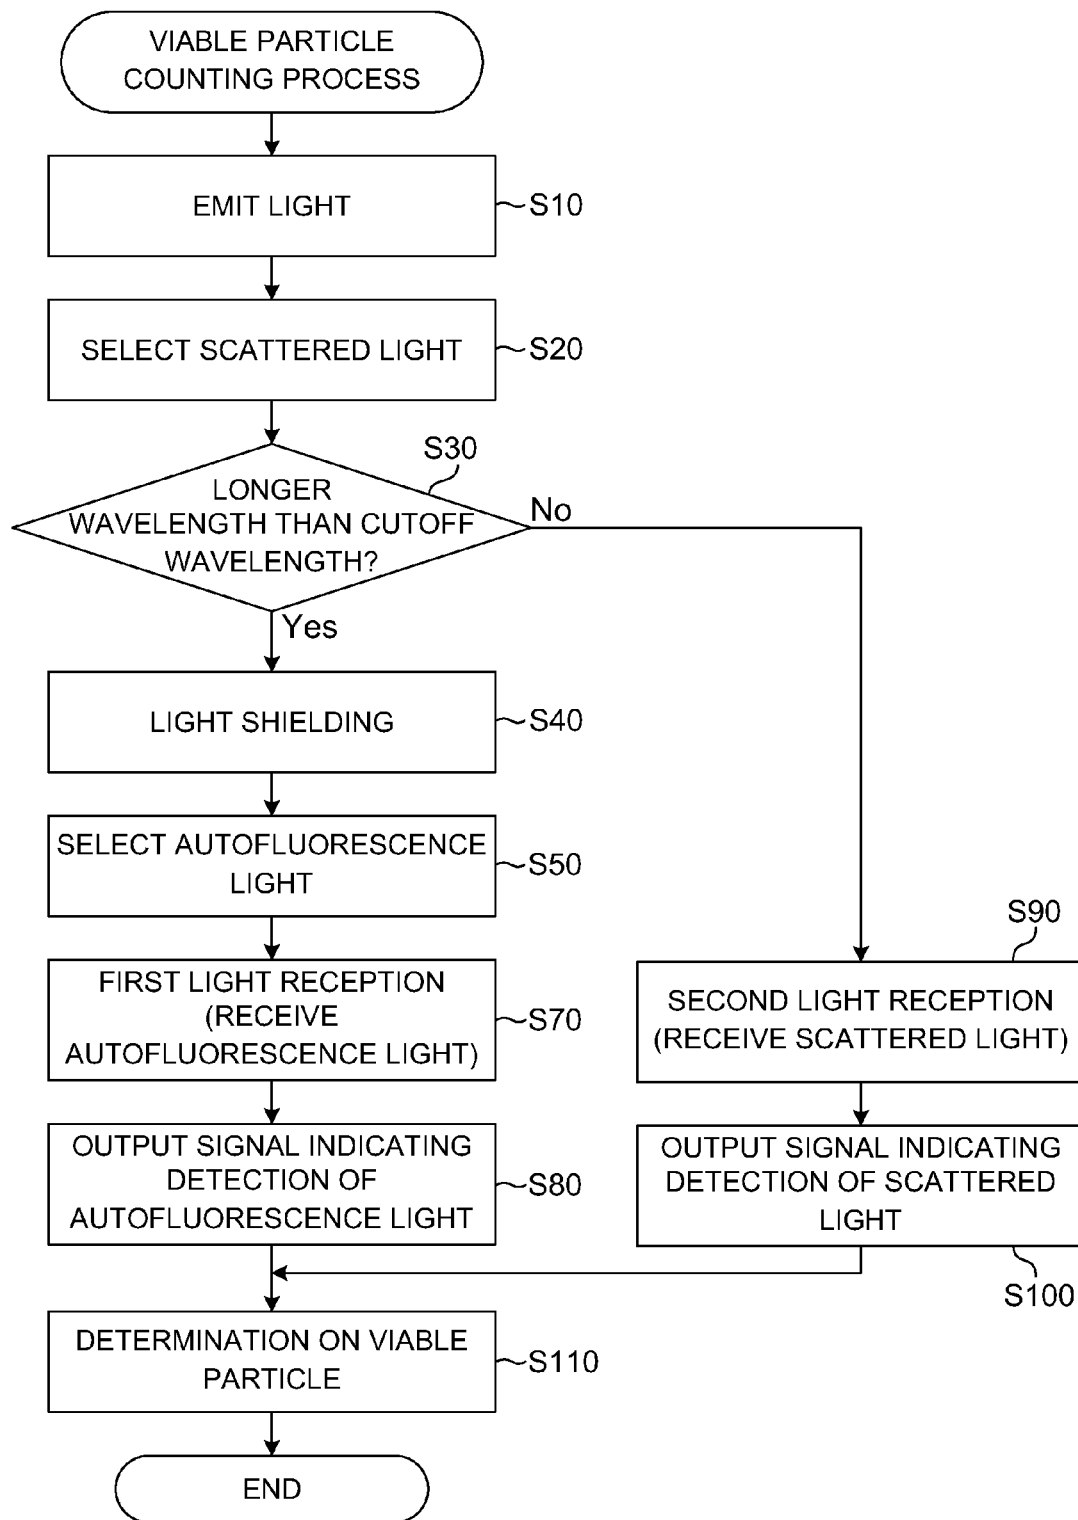 VIABLE PARTICLE
COUNTING PROCESS
EMIT LIGHT
S10
SELECT SCATTERED LIGHT
S20
S30
LONGER
WAVELENGTH THAN CUTOFF
WAVELENGTH?
No
Yes
LIGHT SHIELDING
S40
SELECT AUTOFLUORESCENCE
LIGHT
S50
FIRST LIGHT RECEPTION
(RECEIVE
AUTOFLUORESCENCE LIGHT)
S70
OUTPUT SIGNAL INDICATING
DETECTION OF
AUTOFLUORESCENCE LIGHT
S80
S90
SECOND LIGHT RECEPTION
(RECEIVE SCATTERED LIGHT)
OUTPUT SIGNAL INDICATING
DETECTION OF SCATTERED
LIGHT
S100
DETERMINATION ON VIABLE
PARTICLE
S110
END